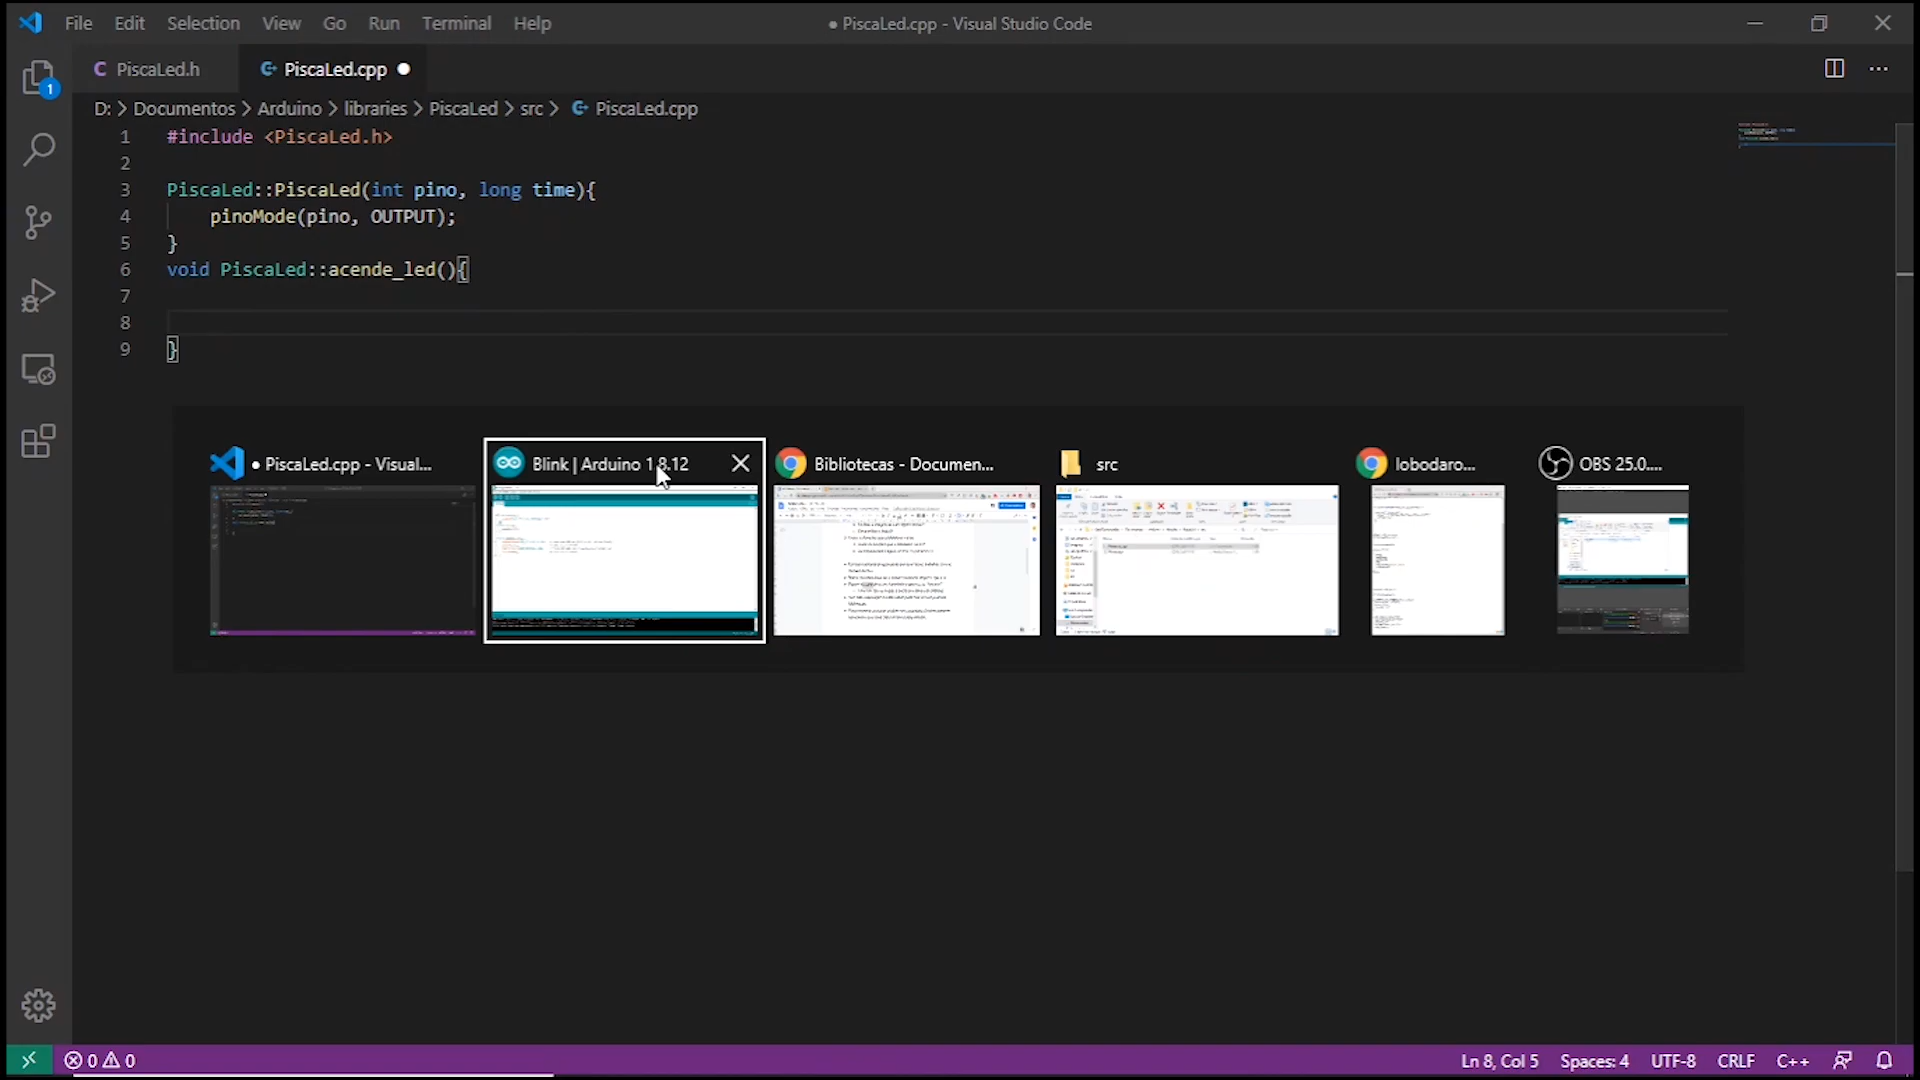 File Edit Selection View Go Run Terminal Help
● PiscaLed.cpp - Visual Studio Code
PiscaLed.h
PiscaLed.cpp ●
1
D: > Documentos > Arduino > libraries > PiscaLed > src > PiscaLed.cpp
1 #include <PiscaLed.h>
2
3 PiscaLed::PiscaLed(int pino, long time){
4 pinoMode(pino, OUTPUT);
5 }
6 void PiscaLed::acende_led(){
7
8
9 }
● PiscaLed.cpp - Visual...
Blink | Arduino 1.8.12
Bibliotecas - Documen...
src
lobodaro...
OBS 25.0....
0 0
Ln 8, Col 5 Spaces: 4 UTF-8 CRLF C++